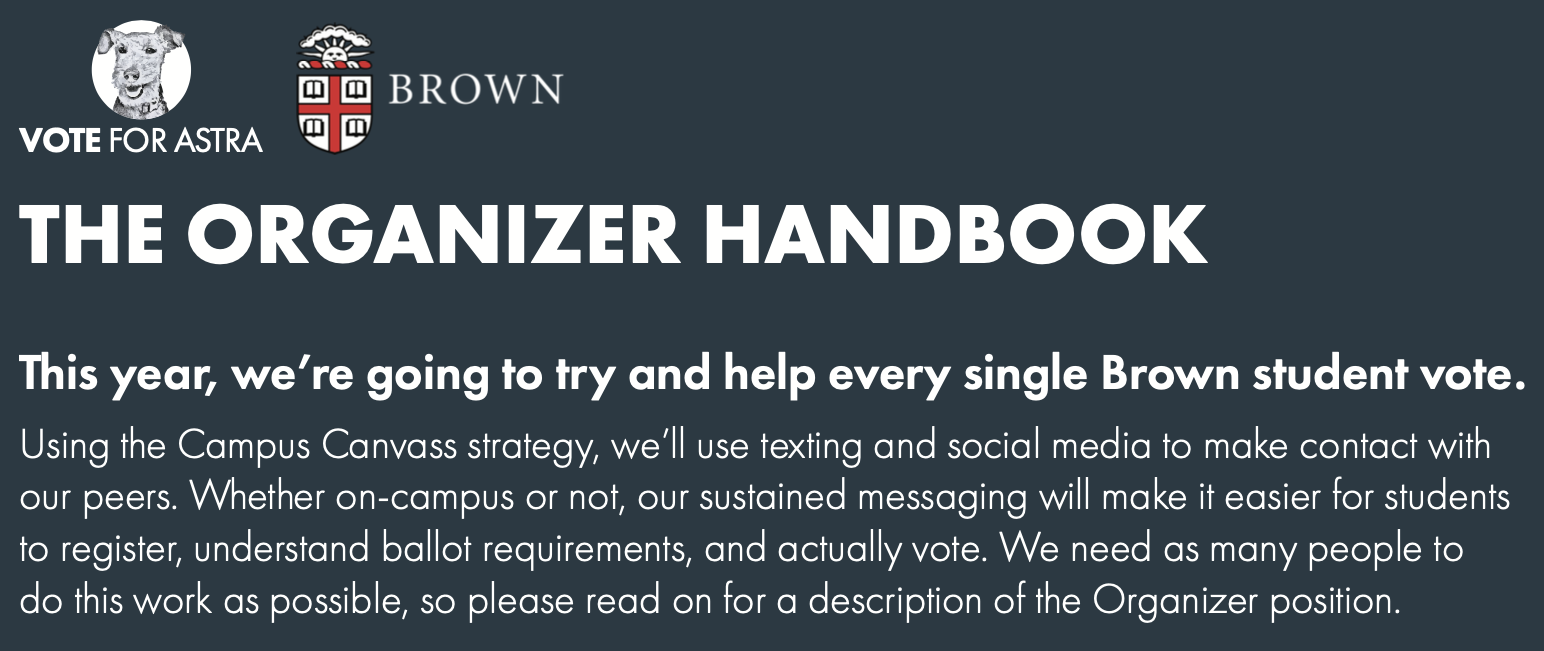 VOTE FOR ASTRA
BROWN
THE ORGANIZER HANDBOOK
This year, we’re going to try and help every single Brown student vote.
Using the Campus Canvass strategy, we’ll use texting and social media to make contact with
our peers. Whether on-campus or not, our sustained messaging will make it easier for students
to register, understand ballot requirements, and actually vote. We need as many people to
do this work as possible, so please read on for a description of the Organizer position.